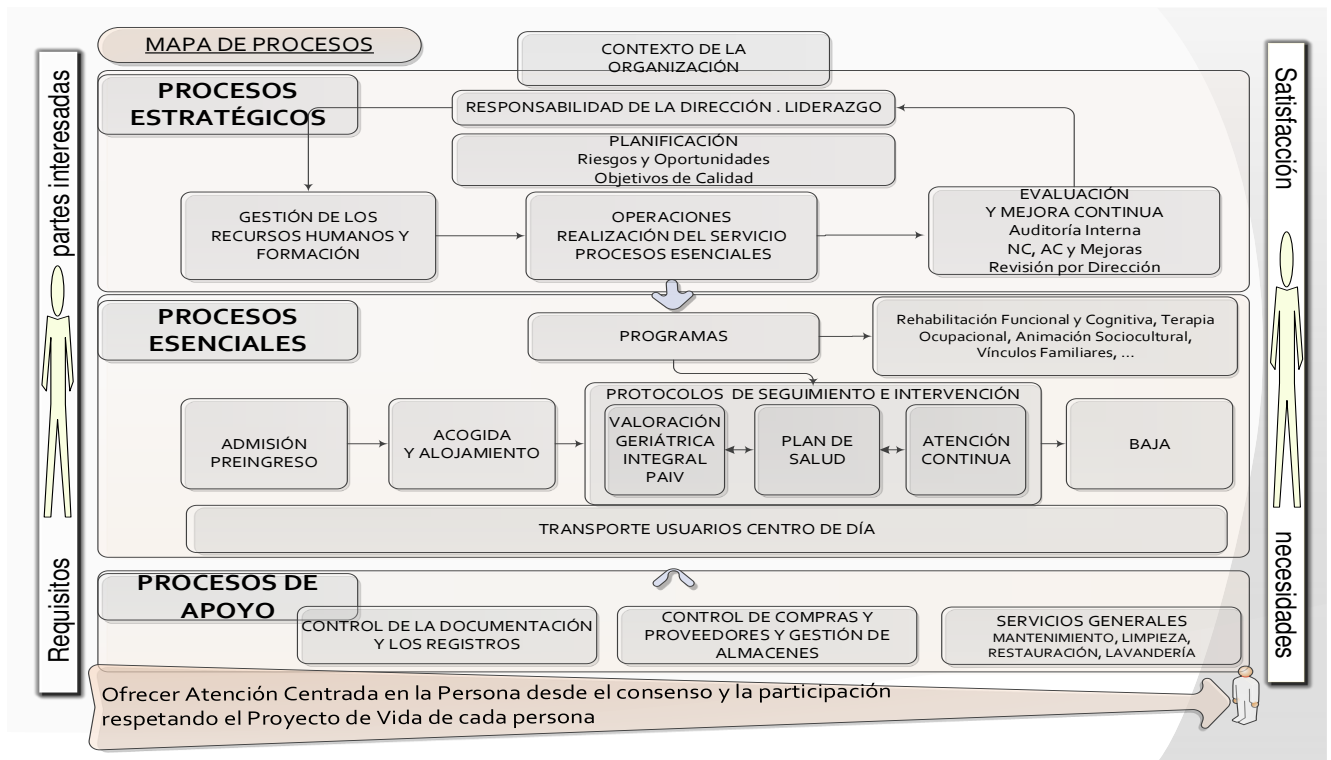 MAPA DE PROCESOS
CONTEXTO DE LA
ORGANIZACIÓN
partes interesadas
Requisitos
Satisfacción
necesidades
PROCESOS
ESTRATÉGICOS
RESPONSABILIDAD DE LA DIRECCIÓN . LIDERAZGO
PLANIFICACIÓN
Riesgos y Oportunidades
Objetivos de Calidad
GESTIÓN DE LOS
RECURSOS HUMANOS Y
FORMACIÓN
OPERACIONES
REALIZACIÓN DEL SERVICIO
PROCESOS ESENCIALES
EVALUACIÓN
Y MEJORA CONTINUA
Auditoría Interna
NC, AC y Mejoras
Revisión por Dirección
PROCESOS
ESENCIALES
PROGRAMAS
Rehabilitación Funcional y Cognitiva, Terapia
Ocupacional, Animación Sociocultural,
Vínculos Familiares, ...
PROTOCOLOS DE SEGUIMIENTO E INTERVENCIÓN
ADMISIÓN
PREINGRESO
ACOGIDA
Y ALOJAMIENTO
VALORACIÓN
GERIÁTRICA
INTEGRAL
PAIV
PLAN DE
SALUD
ATENCIÓN
CONTINUA
BAJA
TRANSPORTE USUARIOS CENTRO DE DÍA
PROCESOS DE
APOYO
CONTROL DE LA DOCUMENTACIÓN
Y LOS REGISTROS
CONTROL DE COMPRAS Y
PROVEEDORES Y GESTIÓN DE
ALMACENES
SERVICIOS GENERALES
MANTENIMIENTO, LIMPIEZA,
RESTAURACIÓN, LAVANDERÍA
Ofrecer Atención Centrada en la Persona desde el consenso y la participación
respetando el Proyecto de Vida de cada persona